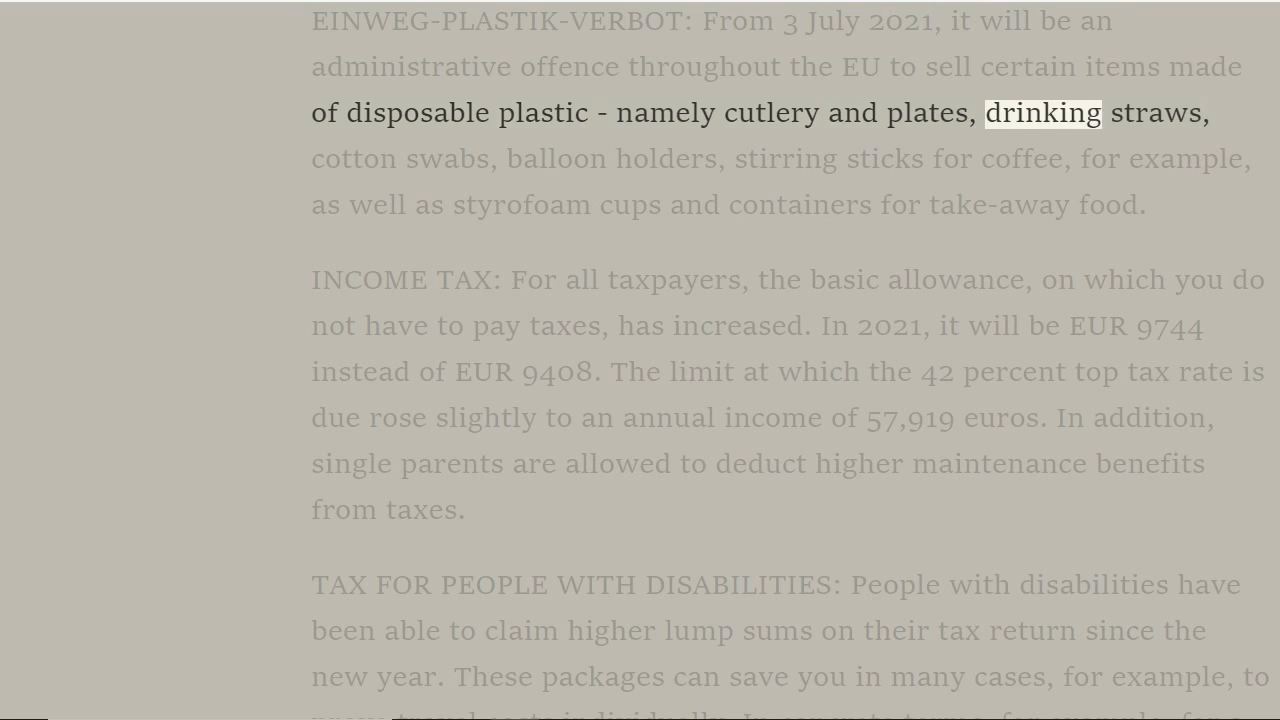 EINWEG-PLASTIK-VERBOT: From 3 July 2021, it will be an
administrative offence throughout the EU to sell certain items made
of disposable plastic - namely cutlery and plates, drinking straws,
cotton swabs, balloon holders, stirring sticks for coffee, for example,
as well as styrofoam cups and containers for take-away food.
INCOME TAX: For all taxpayers, the basic allowance, on which you do
not have to pay taxes, has increased. In 2021, it will be EUR 9744
instead of EUR 9408. The limit at which the 42 percent top tax rate is
due rose slightly to an annual income of 57,919 euros. In addition,
single parents are allowed to deduct higher maintenance benefits
from taxes.
TAX FOR PEOPLE WITH DISABILITIES: People with disabilities have
been able to claim higher lump sums on their tax return since the
new year. These packages can save you in many cases, for example, to